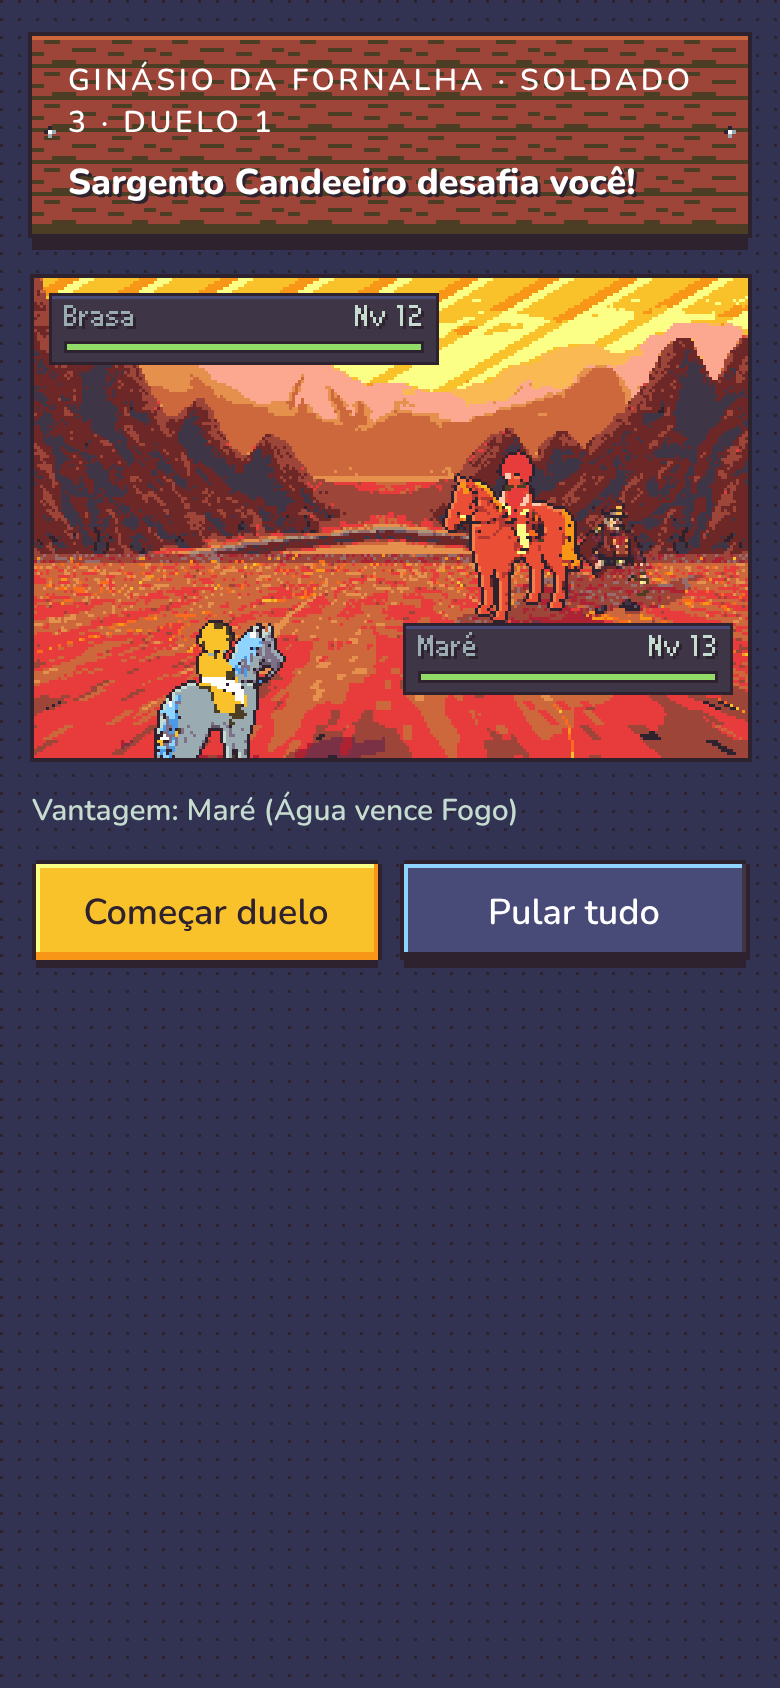 GINÁSIO DA FORNALHA · SOLDADO
3 · DUELO 1
Sargento Candeeiro desafia você!
Brasa Nv 12
Maré Nv 13
Vantagem: Maré (Água vence Fogo)
Começar duelo
Pular tudo